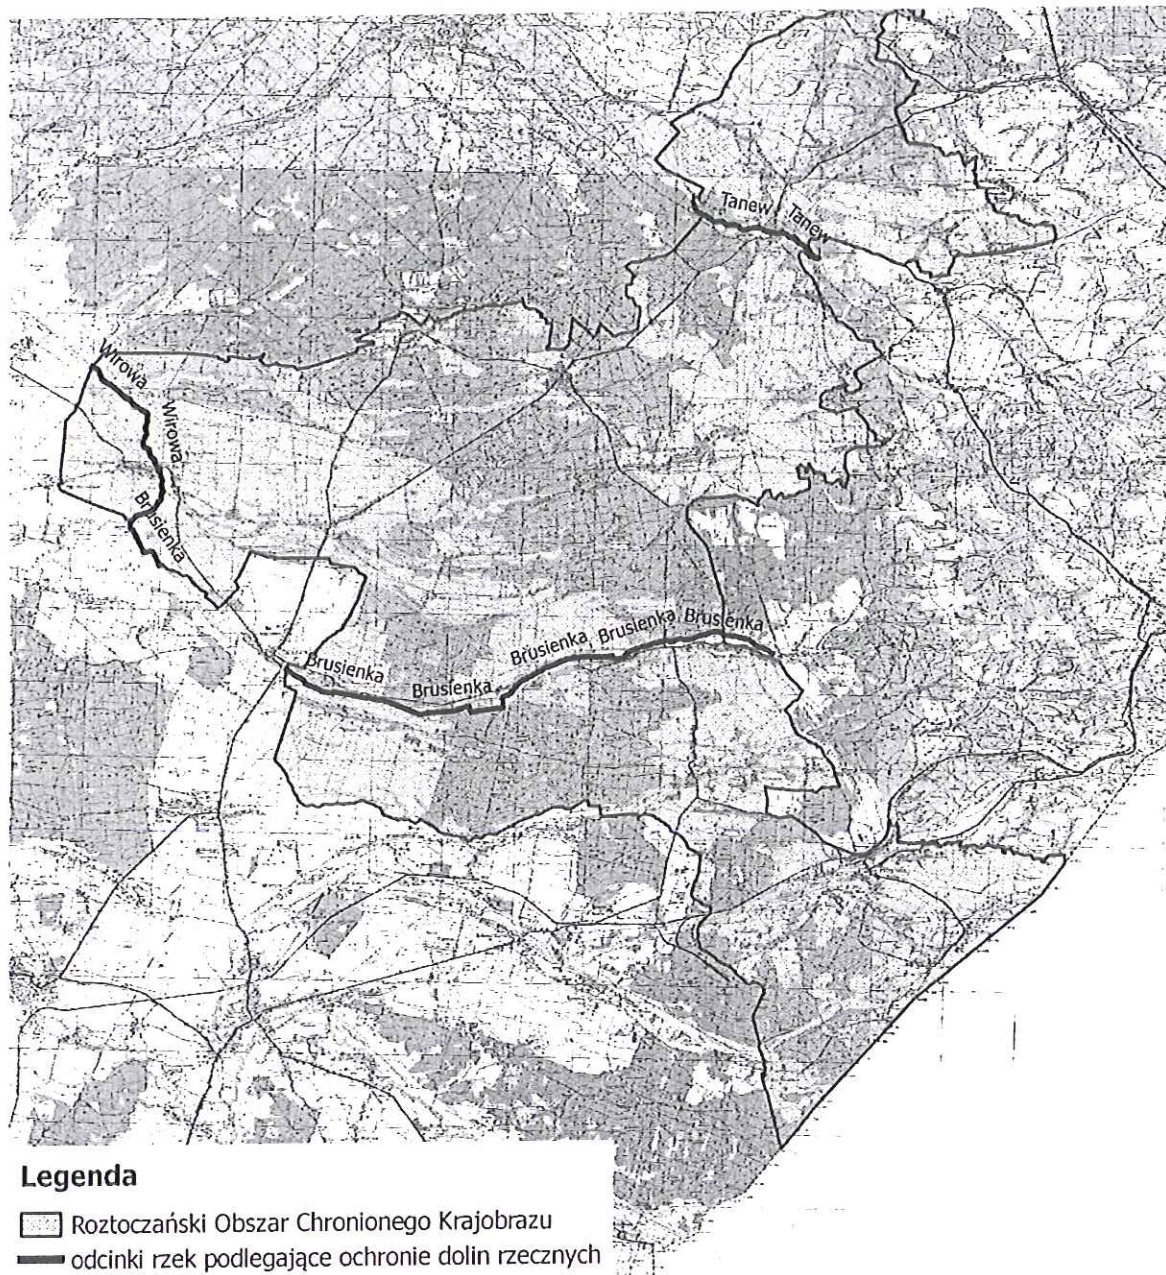 Tanew Tanew
Wirowa
Wirowa
Brusienka
Brusienka
Brusienka
Brusienka
Brusienka
Brusienka
Legenda
Roztoczański Obszar Chronionego Krajobrazu
odcinki rzek podlegające ochronie dolin rzecznych